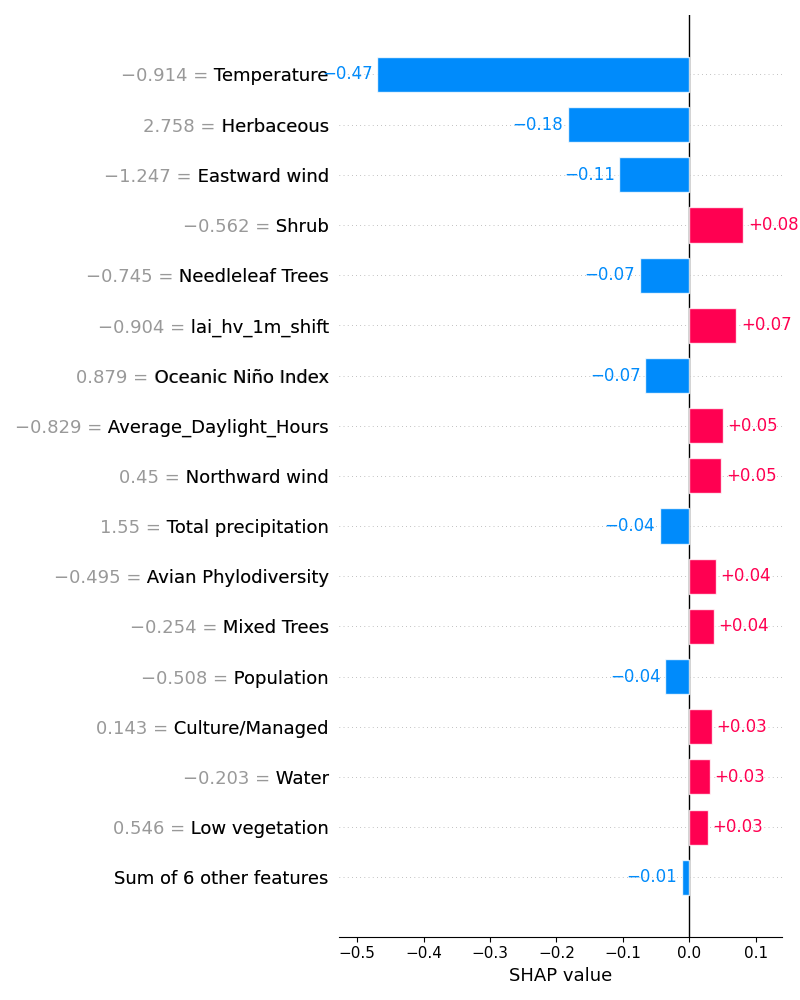 −0.914 = Temperature −0.47
2.758 = Herbaceous −0.18
−1.247 = Eastward wind −0.11
−0.562 = Shrub +0.08
−0.745 = Needleleaf Trees −0.07
−0.904 = lai_hv_1m_shift +0.07
0.879 = Oceanic Niño Index −0.07
−0.829 = Average_Daylight_Hours +0.05
0.45 = Northward wind +0.05
1.55 = Total precipitation −0.04
−0.495 = Avian Phylodiversity +0.04
−0.254 = Mixed Trees +0.04
−0.508 = Population −0.04
0.143 = Culture/Managed +0.03
−0.203 = Water +0.03
0.546 = Low vegetation +0.03
Sum of 6 other features −0.01
−0.5 −0.4 −0.3 −0.2 −0.1 0.0 0.1
SHAP value